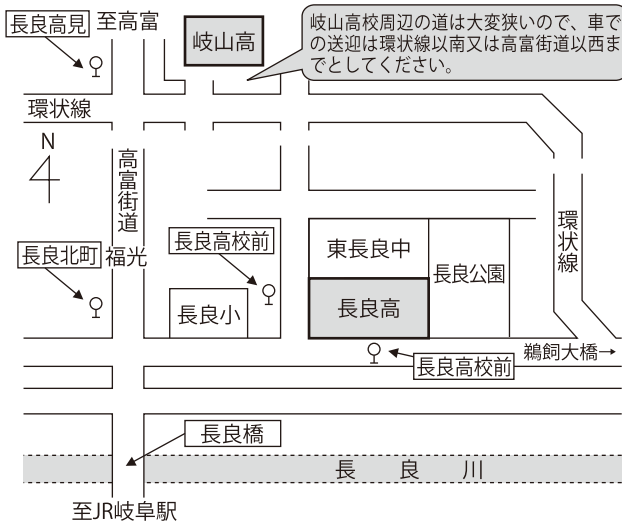 長良高見
至高富
岐山高
岐山高校周辺の道は大変狭いので、車で
の送迎は環状線以南又は高富街道以西ま
でとしてください。
環状線
N
高富街道
長良北町
福光
長良高校前
長良小
東長良中
長良公園
長良高
環状線
長良高校前
鵜飼大橋→
長良橋
長良川
至JR岐阜駅